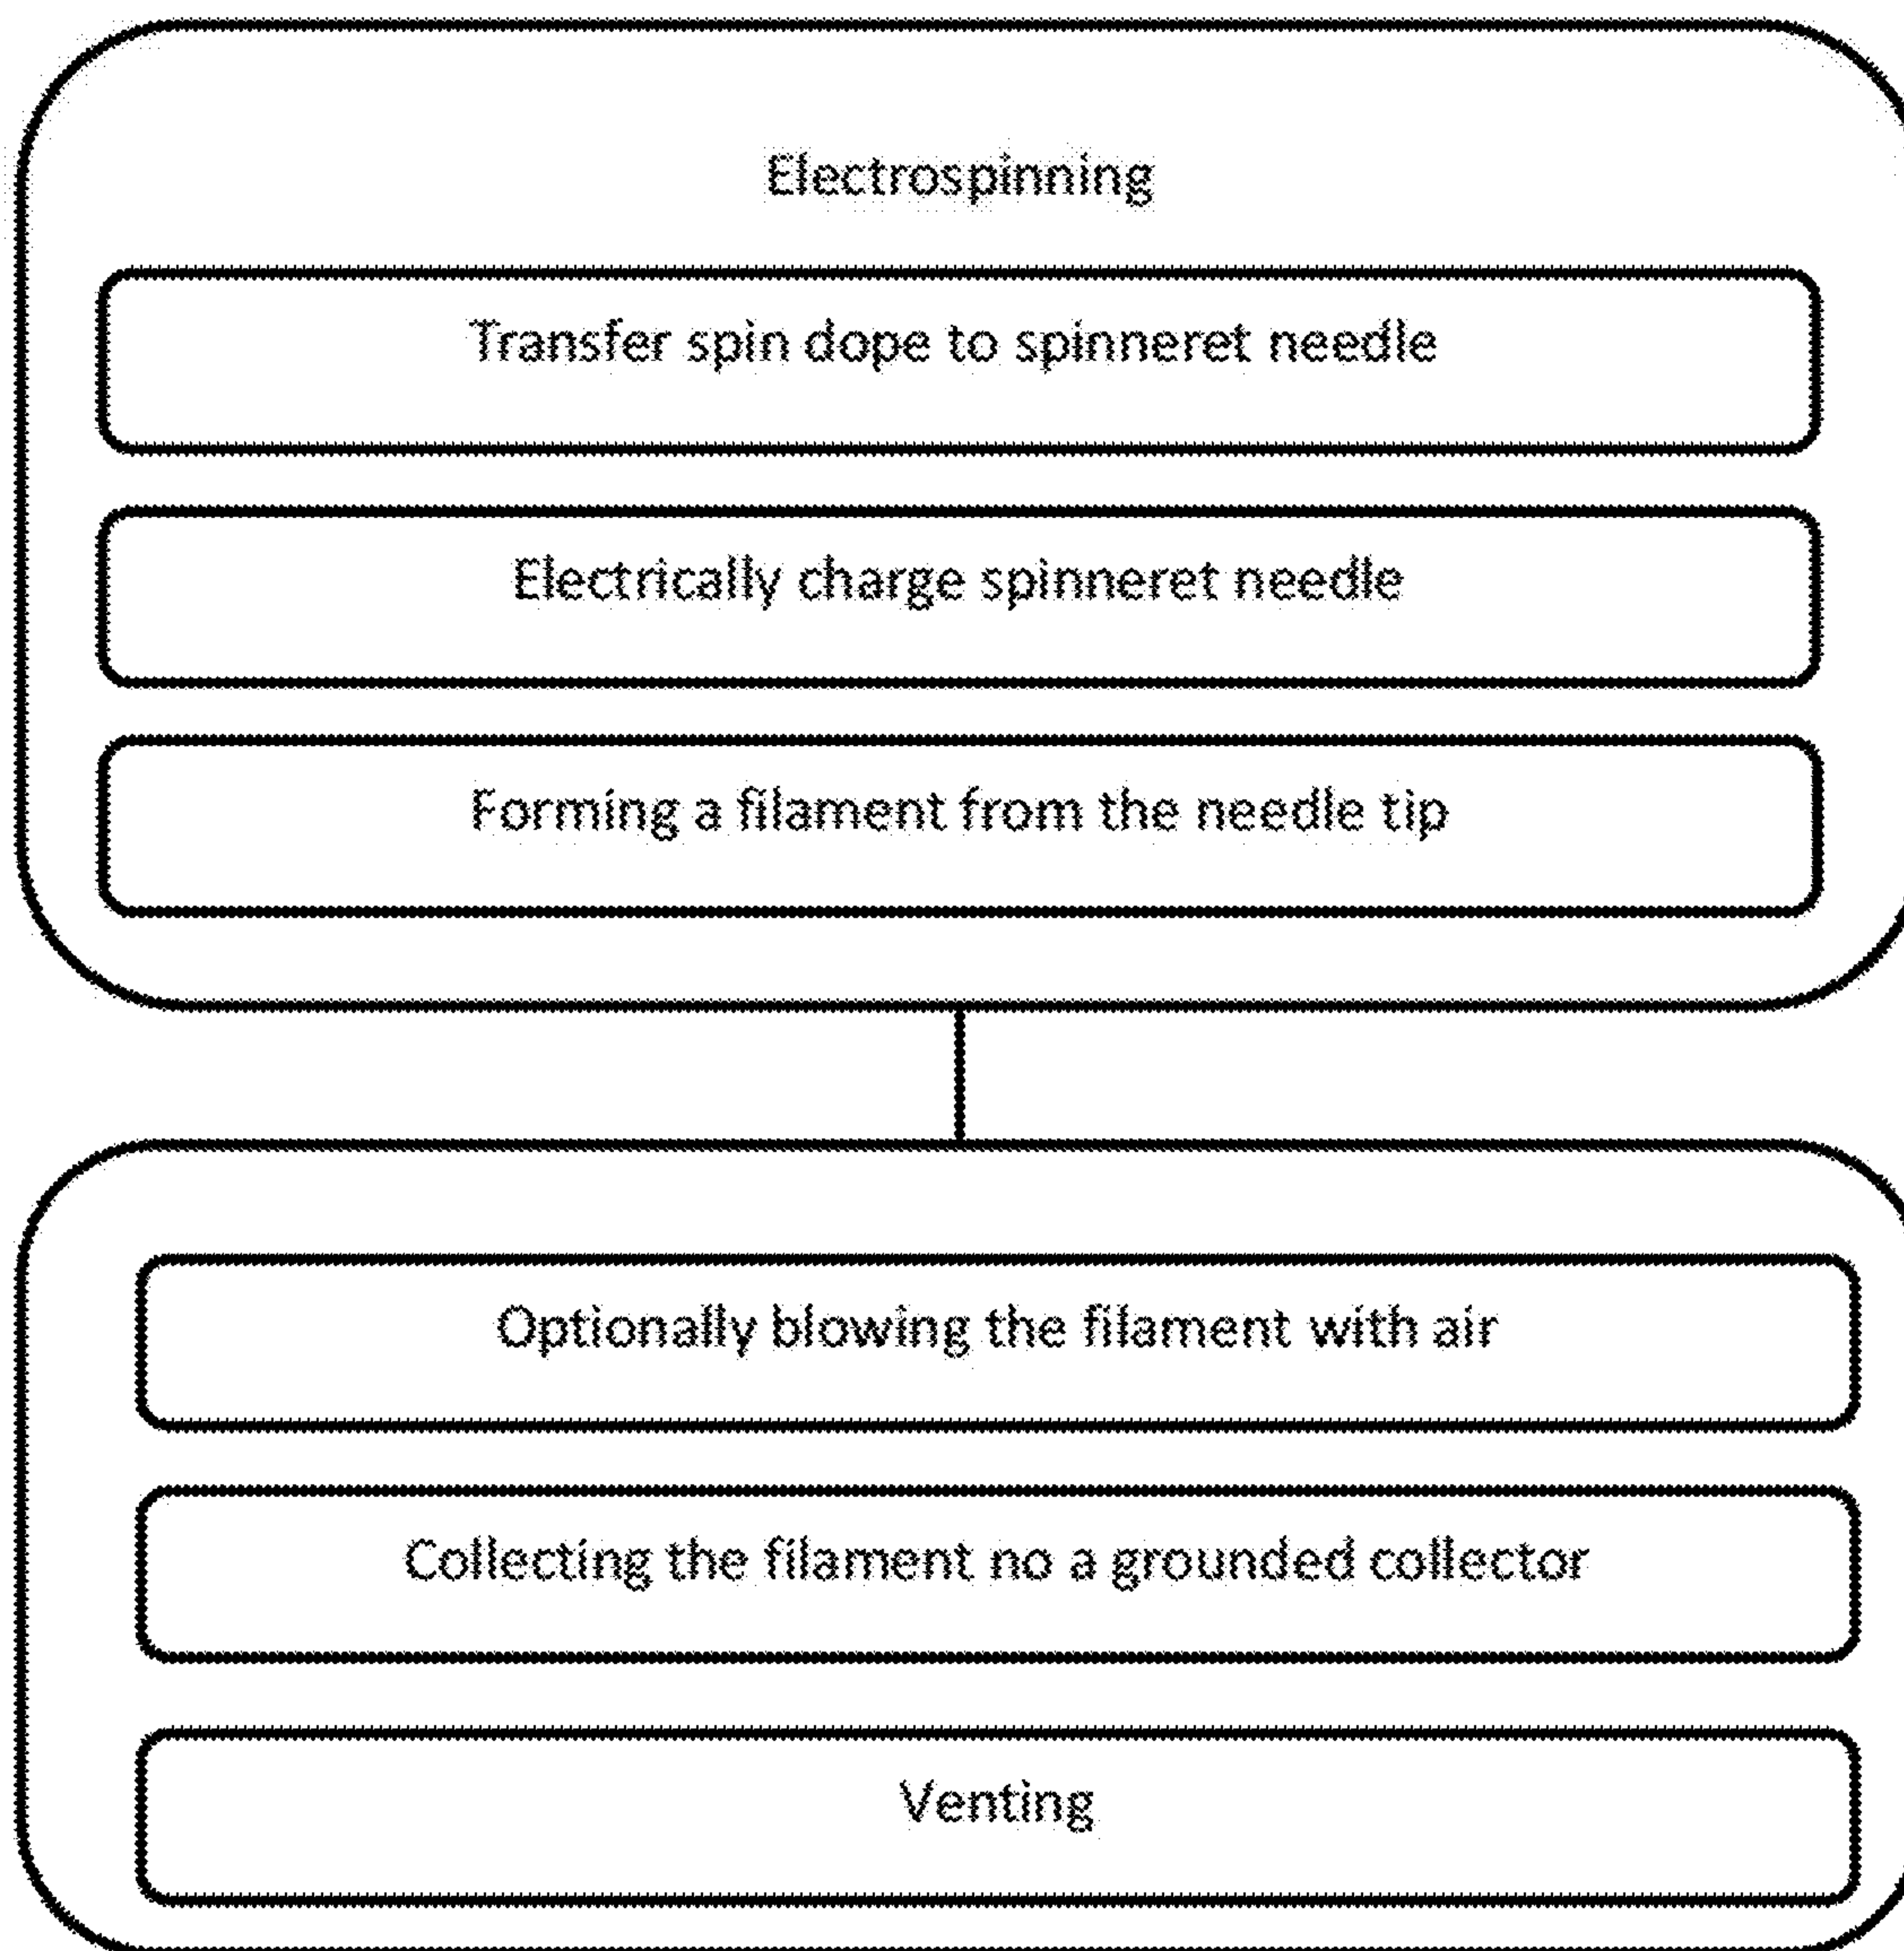 Electrospinning
Transfer spin dope to spinneret needle
Electrically charge spinneret needle
Forming a filament from the needle tip
Optionally blowing the filament with air
Collecting the filament no a grounded collector
Venting